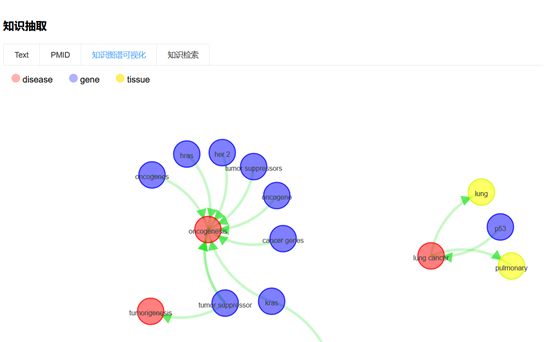 知识抽取
Text PMID 知识图谱可视化 知识检索
disease gene tissue
hras her 2
oncogenes tumor suppressors
oncogene
lung
oncogenesis p53
cancer genes
lung cancer
pulmonary
tumor suppressor kras
tumorigenesis